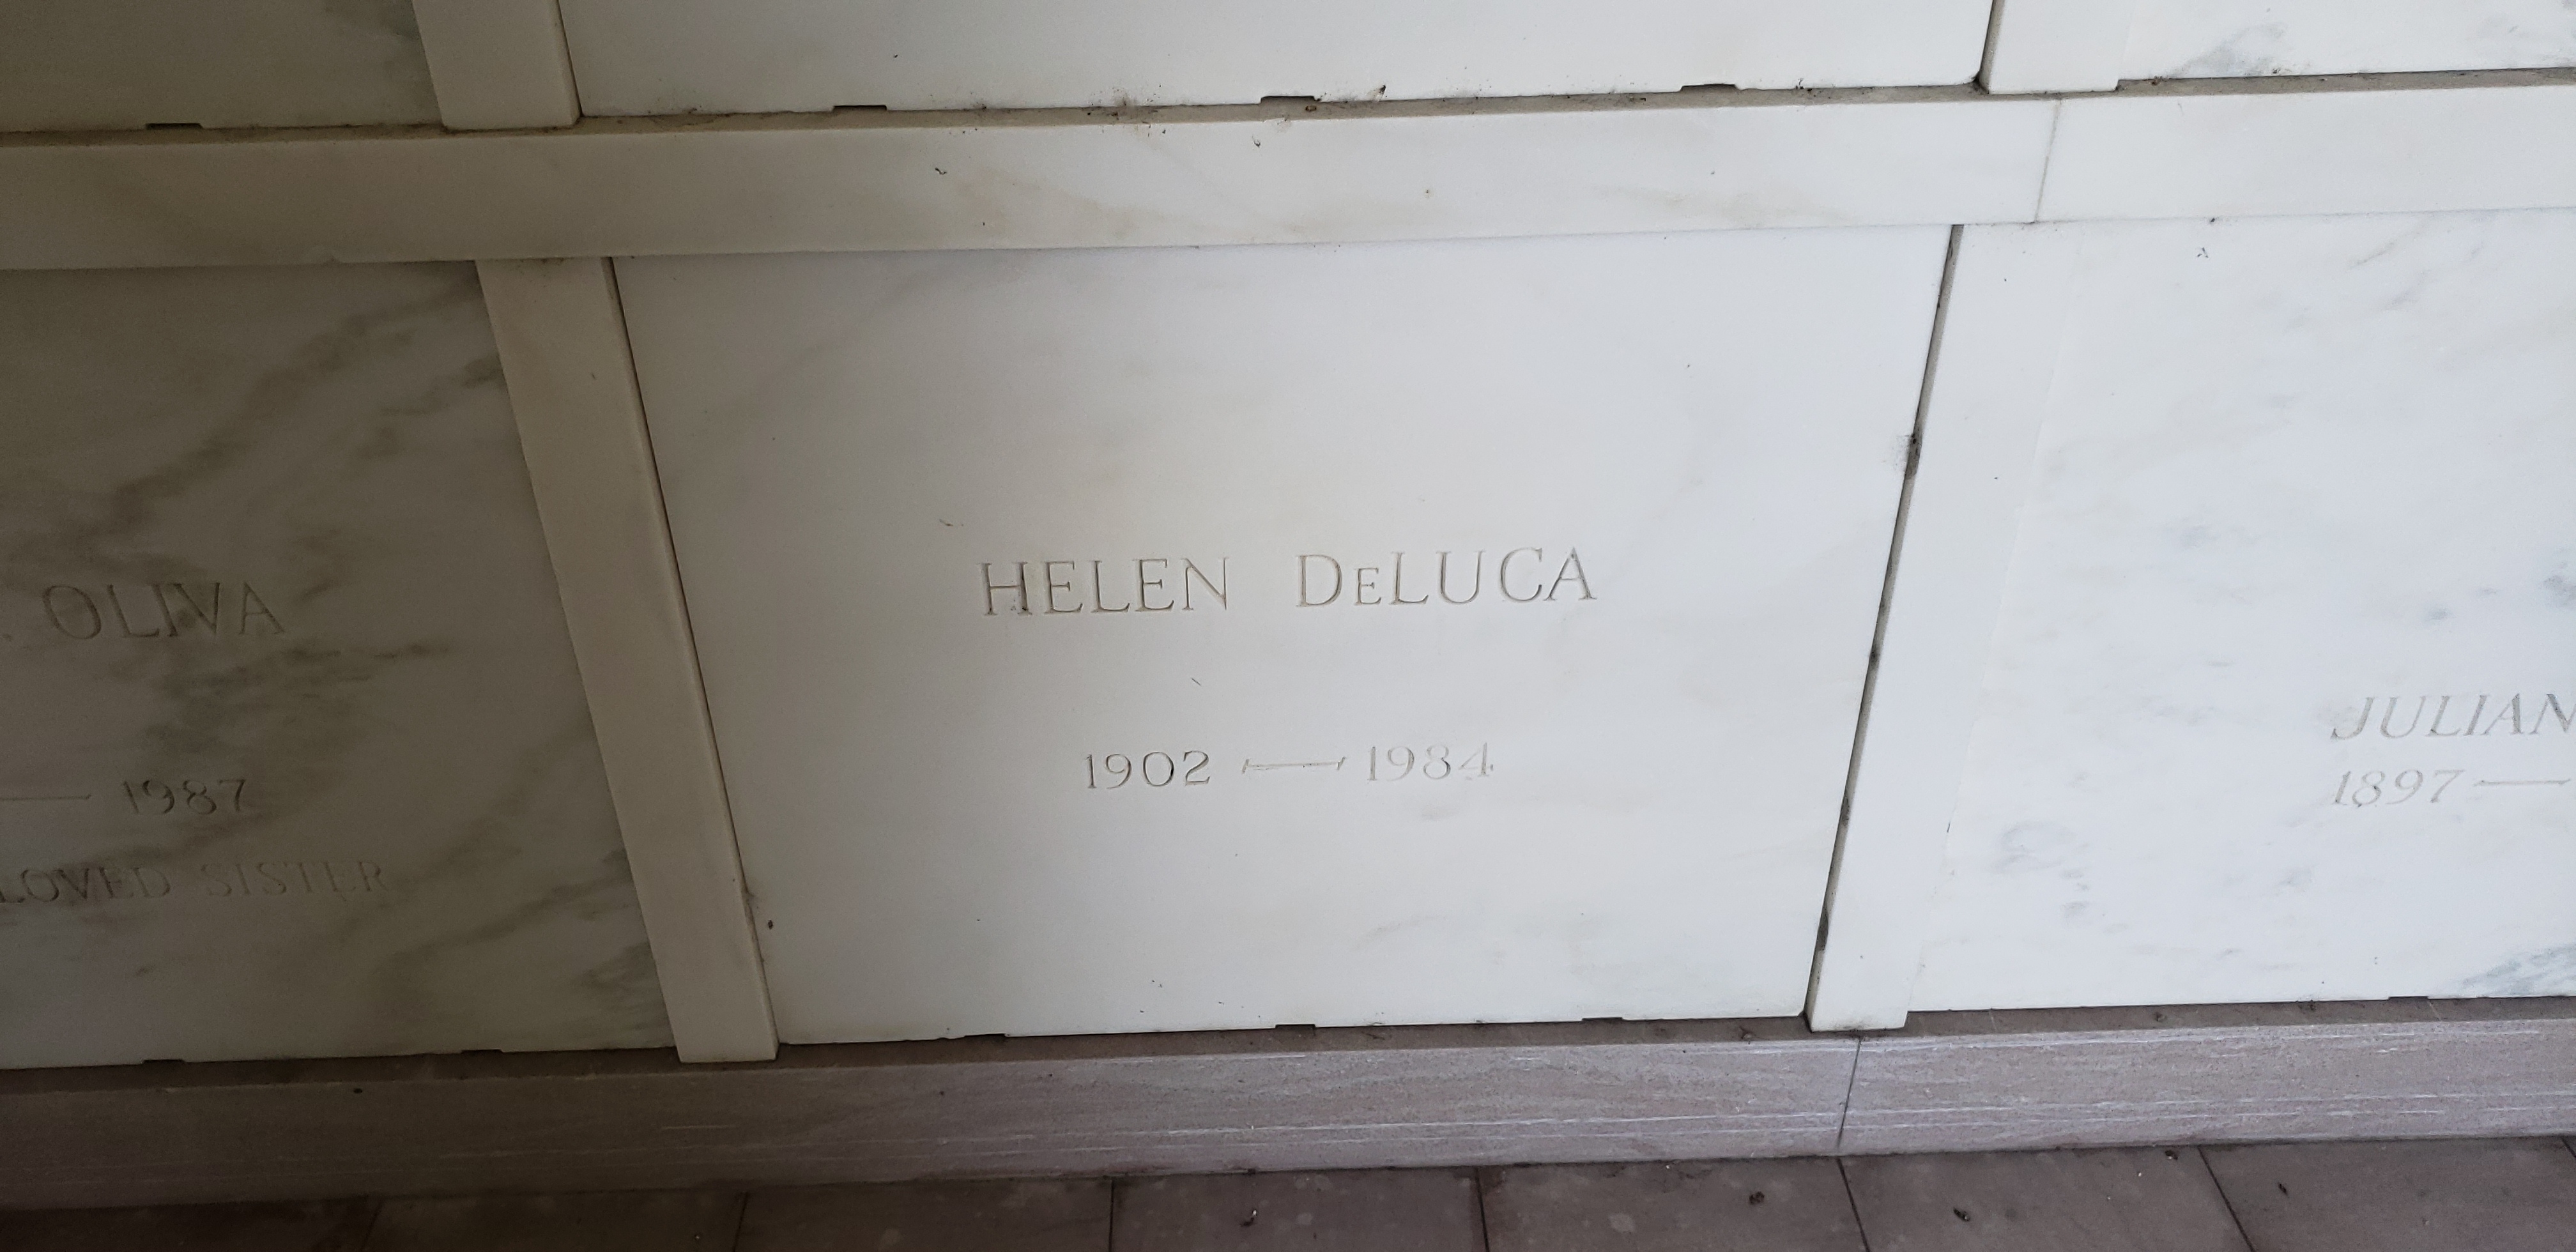 OLIVA
— 1987
LOVED SISTER
HELEN DeLUCA
1902 — 1984
JULIAN
1897 —